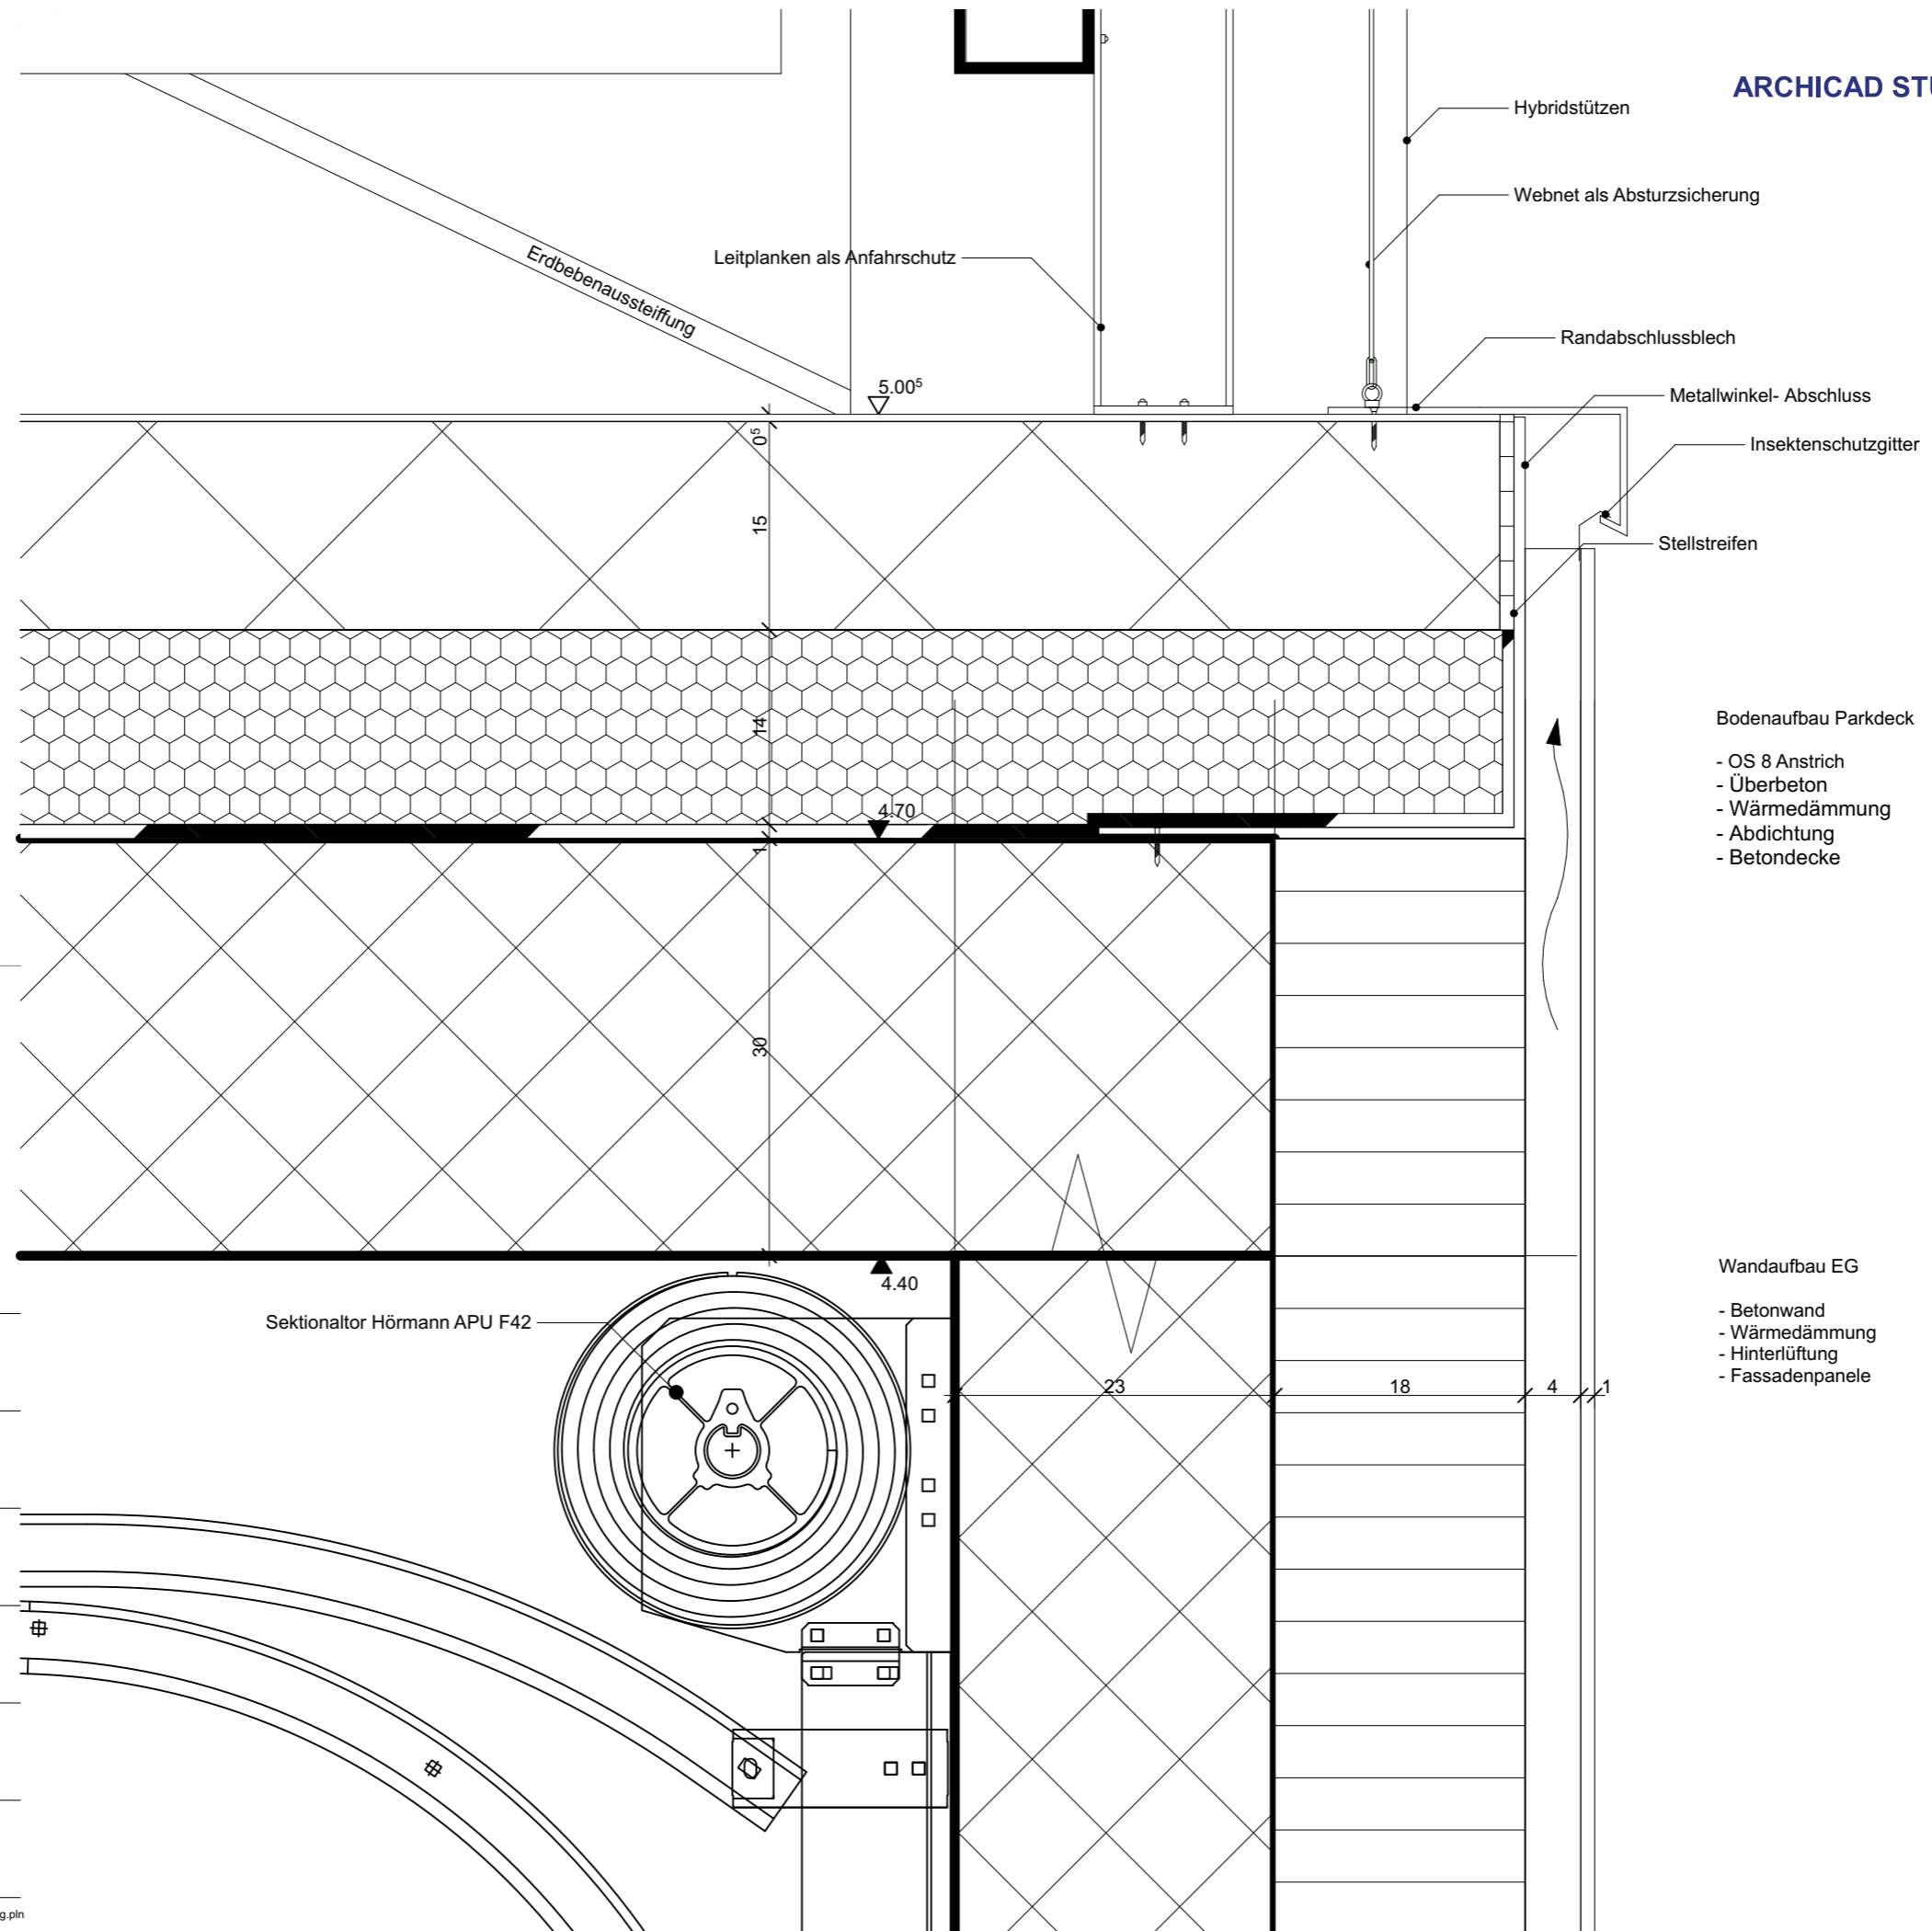 ARCHICAD STU
Hybridstützen
Webnet als Absturzsicherung
Leitplanken als Anfahrschutz
Erdbebenaussteiffung
Randabschlussblech
5.00⁵
Metallwinkel- Abschluss
0⁵
Insektenschutzgitter
15
Stellstreifen
14
Bodenaufbau Parkdeck
- OS 8 Anstrich
- Überbeton
- Wärmedämmung
- Abdichtung
- Betondecke
4.70
1
30
4.40
Wandaufbau EG
- Betonwand
- Wärmedämmung
- Hinterlüftung
- Fassadenpanele
Sektionaltor Hörmann APU F42
23
18
4
1
g.pln